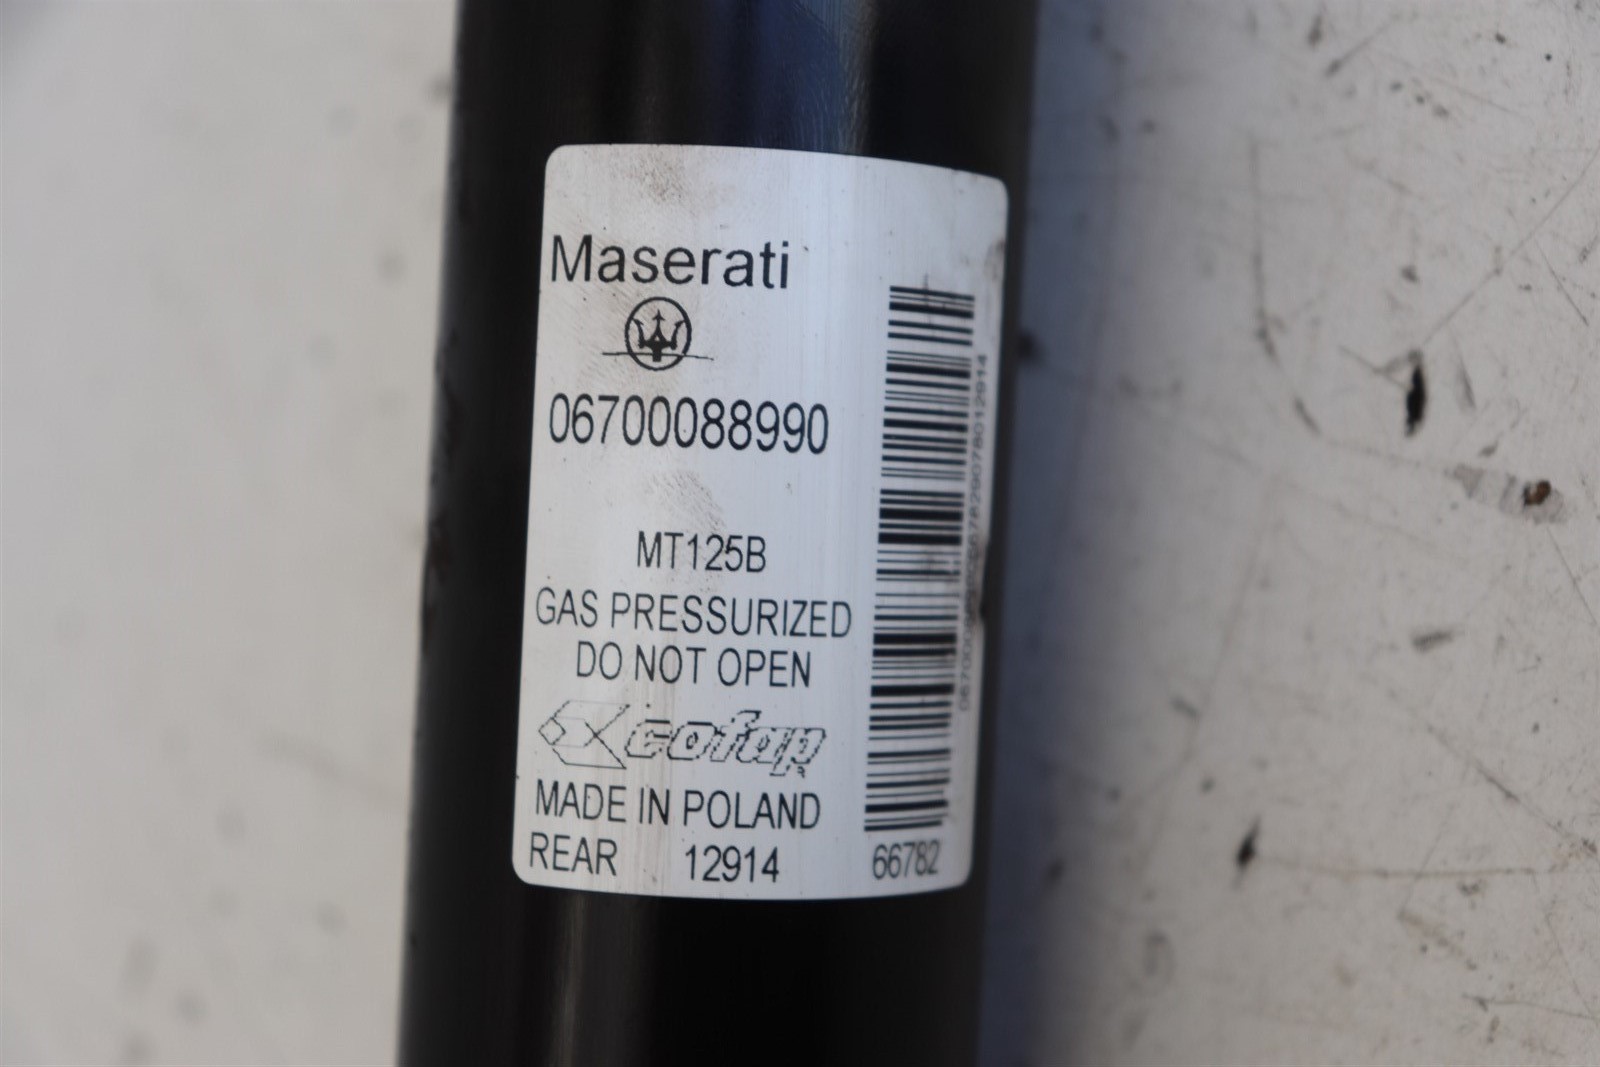 Maserati
06700088990
MT125B
GAS PRESSURIZED
DO NOT OPEN
cofap
MADE IN POLAND
REAR 12914 66782